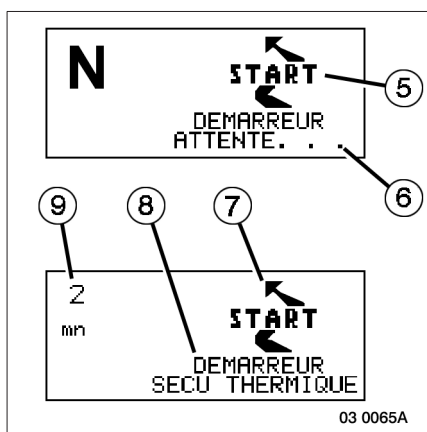 N
START
5
DEMARREUR
ATTENTE. . .
6
9
8
7
2
mn
START
DEMARREUR
SECU THERMIQUE
03 0065A